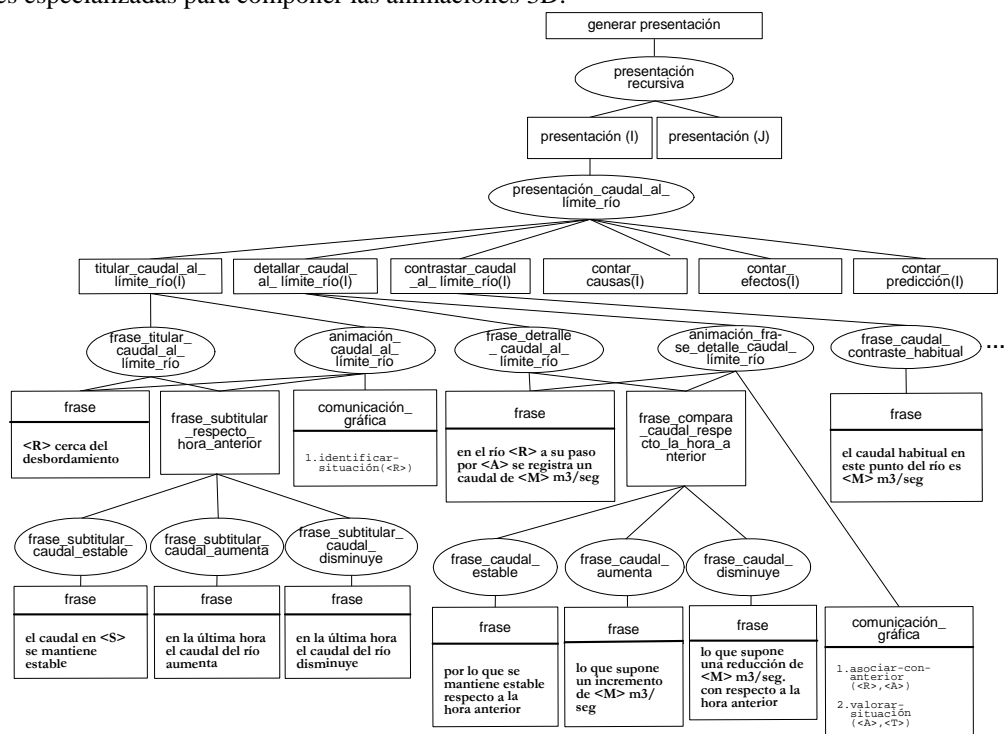 es especializadas para componer las animaciones 3D.
generar presentación
presentación
recursiva
presentación (I)
presentación (J)
presentación_caudal_al_
límite_río
titular_caudal_al_
límite_río(I)
detallar_caudal_
al_ límite_río(I)
contrastar_caudal
_al_ límite_río(I)
contar_
causas(I)
contar_
efectos(I)
contar_
predicción(I)
frase_titular_
caudal_al_
límite_río
animación_
caudal_al_
límite_río
frase_detralle
_ caudal_al_
límite_río
animación_fra-
se_detalle_caudal_
límite_río
frase_caudal_
contraste_habitual
...
frase
<R> cerca del
desbordamiento
frase_subtitular
_respecto_
hora_anterior
comunicación_
gráfica
1.identificar-
situación(<R>)
frase
en el río <R> a su paso
por <A> se registra un
caudal de <M> m3/seg
frase_compara
_caudal_respe
cto_la_hora_a
nterior
frase
el caudal habitual en
este punto del río es
<M> m3/seg
frase_subtitular_
caudal_estable
frase_subtitular_
caudal_aumenta
frase_subtitular_
caudal_
disminuye
frase_caudal_
estable
frase_caudal_
aumenta
frase_caudal_
disminuye
frase
el caudal en <S>
se mantiene
estable
frase
en la última hora
el caudal del río
aumenta
frase
en la última hora
el caudal del río
disminuye
frase
por lo que se
mantiene estable
respecto a la
hora anterior
frase
lo que supone
un incremento
de <M> m3/
seg
frase
lo que supone
una reducción de
<M> m3/seg.
con respecto a la
hora anterior
comunicación_
gráfica
1.asociar-con-
anterior
(<R>,<A>)
2.valorar-
situación
(<A>,<T>)